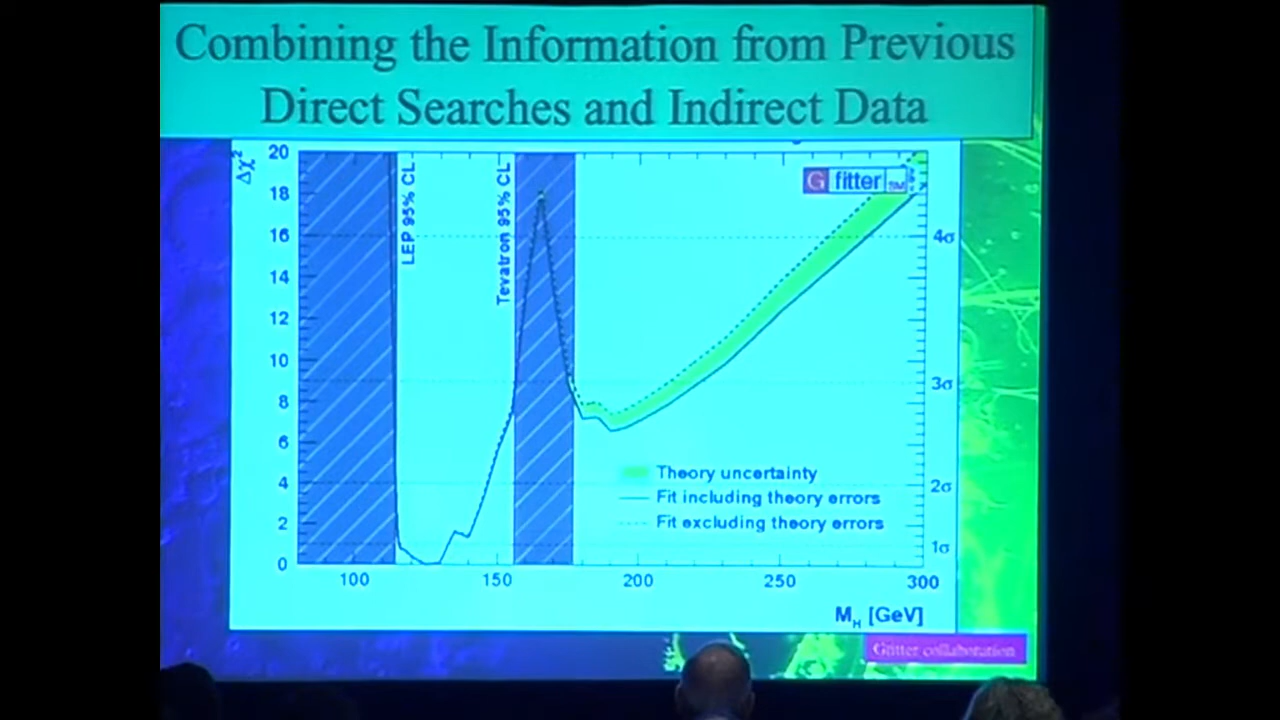 Combining the Information from Previous
Direct Searches and Indirect Data
Δχ²
20
18
16
14
12
10
8
6
4
2
0
LEP 95% CL
Tevatron 95% CL
G fitter SM
4σ
3σ
2σ
1σ
Theory uncertainty
Fit including theory errors
Fit excluding theory errors
100 150 200 250 300
M_H [GeV]
Gfitter collaboration